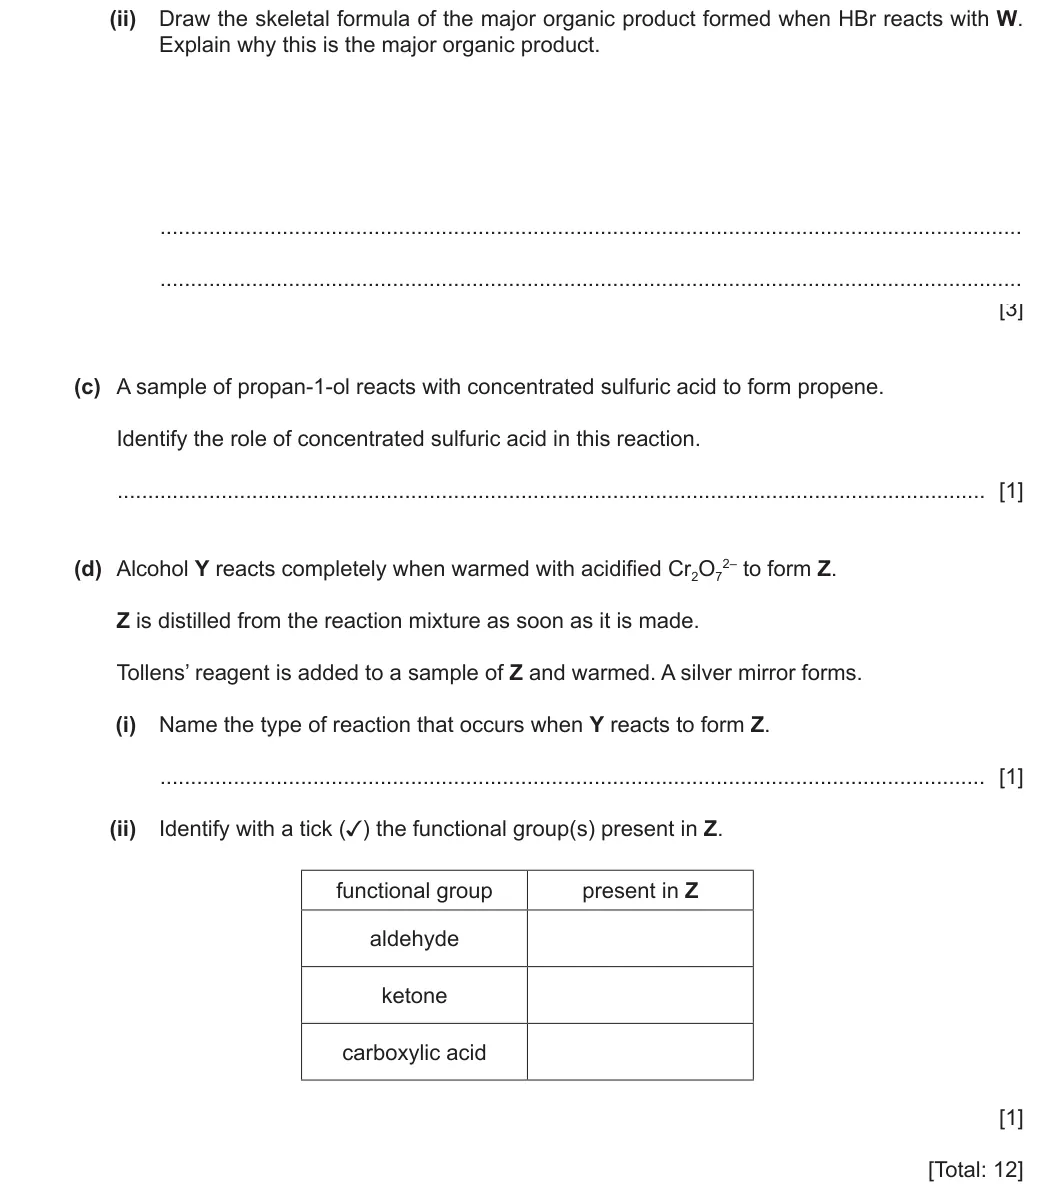 (ii) Draw the skeletal formula of the major organic product formed when HBr reacts with W.
Explain why this is the major organic product.
..........................................................................................................................................
..........................................................................................................................................
[3]
(c) A sample of propan-1-ol reacts with concentrated sulfuric acid to form propene.
Identify the role of concentrated sulfuric acid in this reaction.
.......................................................................................................................................... [1]
(d) Alcohol Y reacts completely when warmed with acidified Cr₂O₇²⁻ to form Z.
Z is distilled from the reaction mixture as soon as it is made.
Tollens’ reagent is added to a sample of Z and warmed. A silver mirror forms.
(i) Name the type of reaction that occurs when Y reacts to form Z.
.................................................................................................................................... [1]
(ii) Identify with a tick (✓) the functional group(s) present in Z.
functional group present in Z
aldehyde
ketone
carboxylic acid
[1]
[Total: 12]